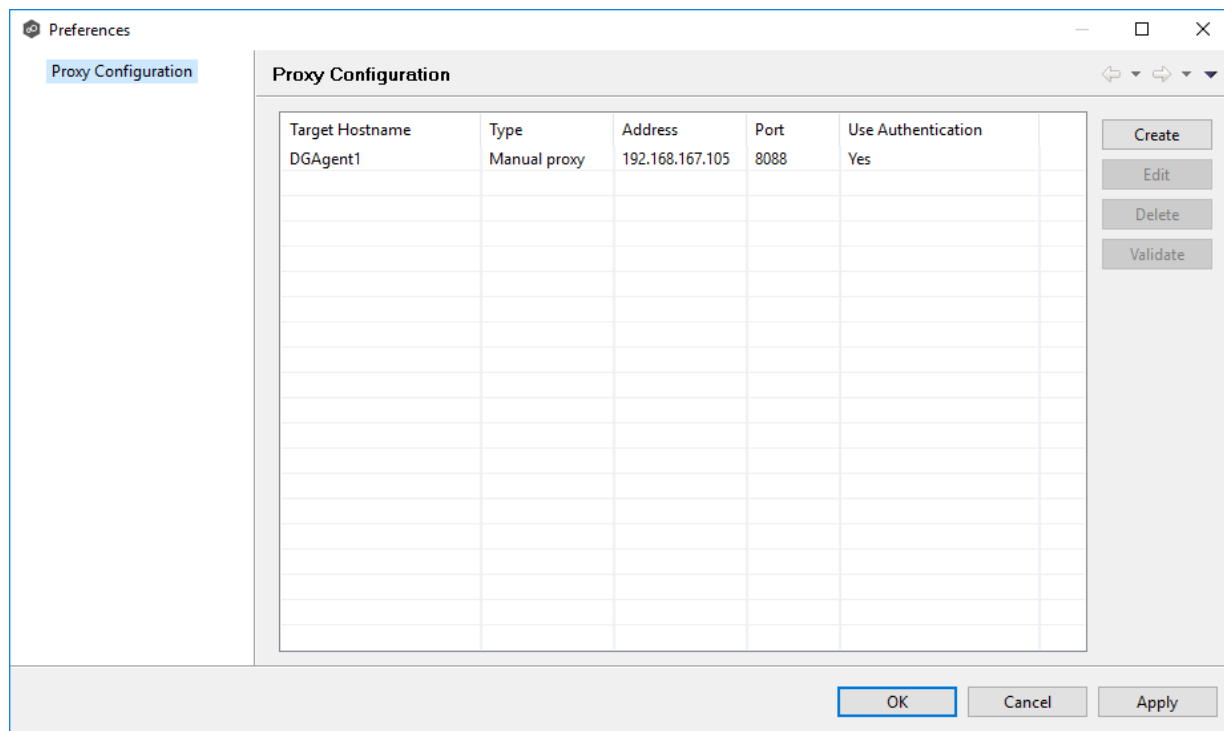 Preferences
Proxy Configuration
Proxy Configuration
Target Hostname Type Address Port Use Authentication
DGAgent1 Manual proxy 192.168.167.105 8088 Yes
Create
Edit
Delete
Validate
OK Cancel Apply